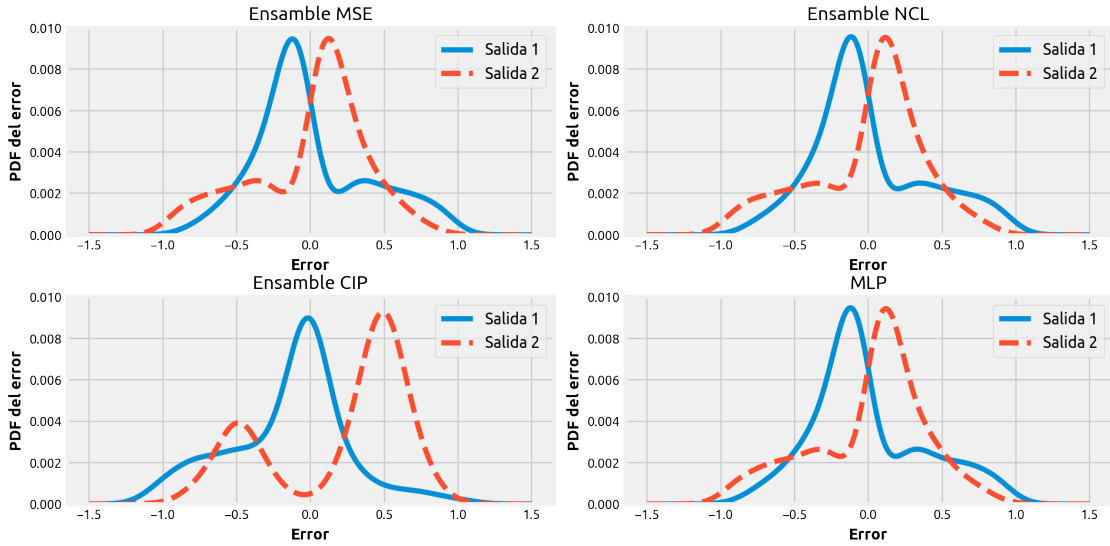 Ensamble MSE
Ensamble NCL
PDF del error
0.010
0.008
0.006
0.004
0.002
0.000
Salida 1
Salida 2
−1.5 −1.0 −0.5 0.0 0.5 1.0 1.5
Error
PDF del error
0.010
0.008
0.006
0.004
0.002
0.000
Salida 1
Salida 2
−1.5 −1.0 −0.5 0.0 0.5 1.0 1.5
Error
Ensamble CIP
MLP
PDF del error
0.010
0.008
0.006
0.004
0.002
0.000
Salida 1
Salida 2
−1.5 −1.0 −0.5 0.0 0.5 1.0 1.5
Error
PDF del error
0.010
0.008
0.006
0.004
0.002
0.000
Salida 1
Salida 2
−1.5 −1.0 −0.5 0.0 0.5 1.0 1.5
Error